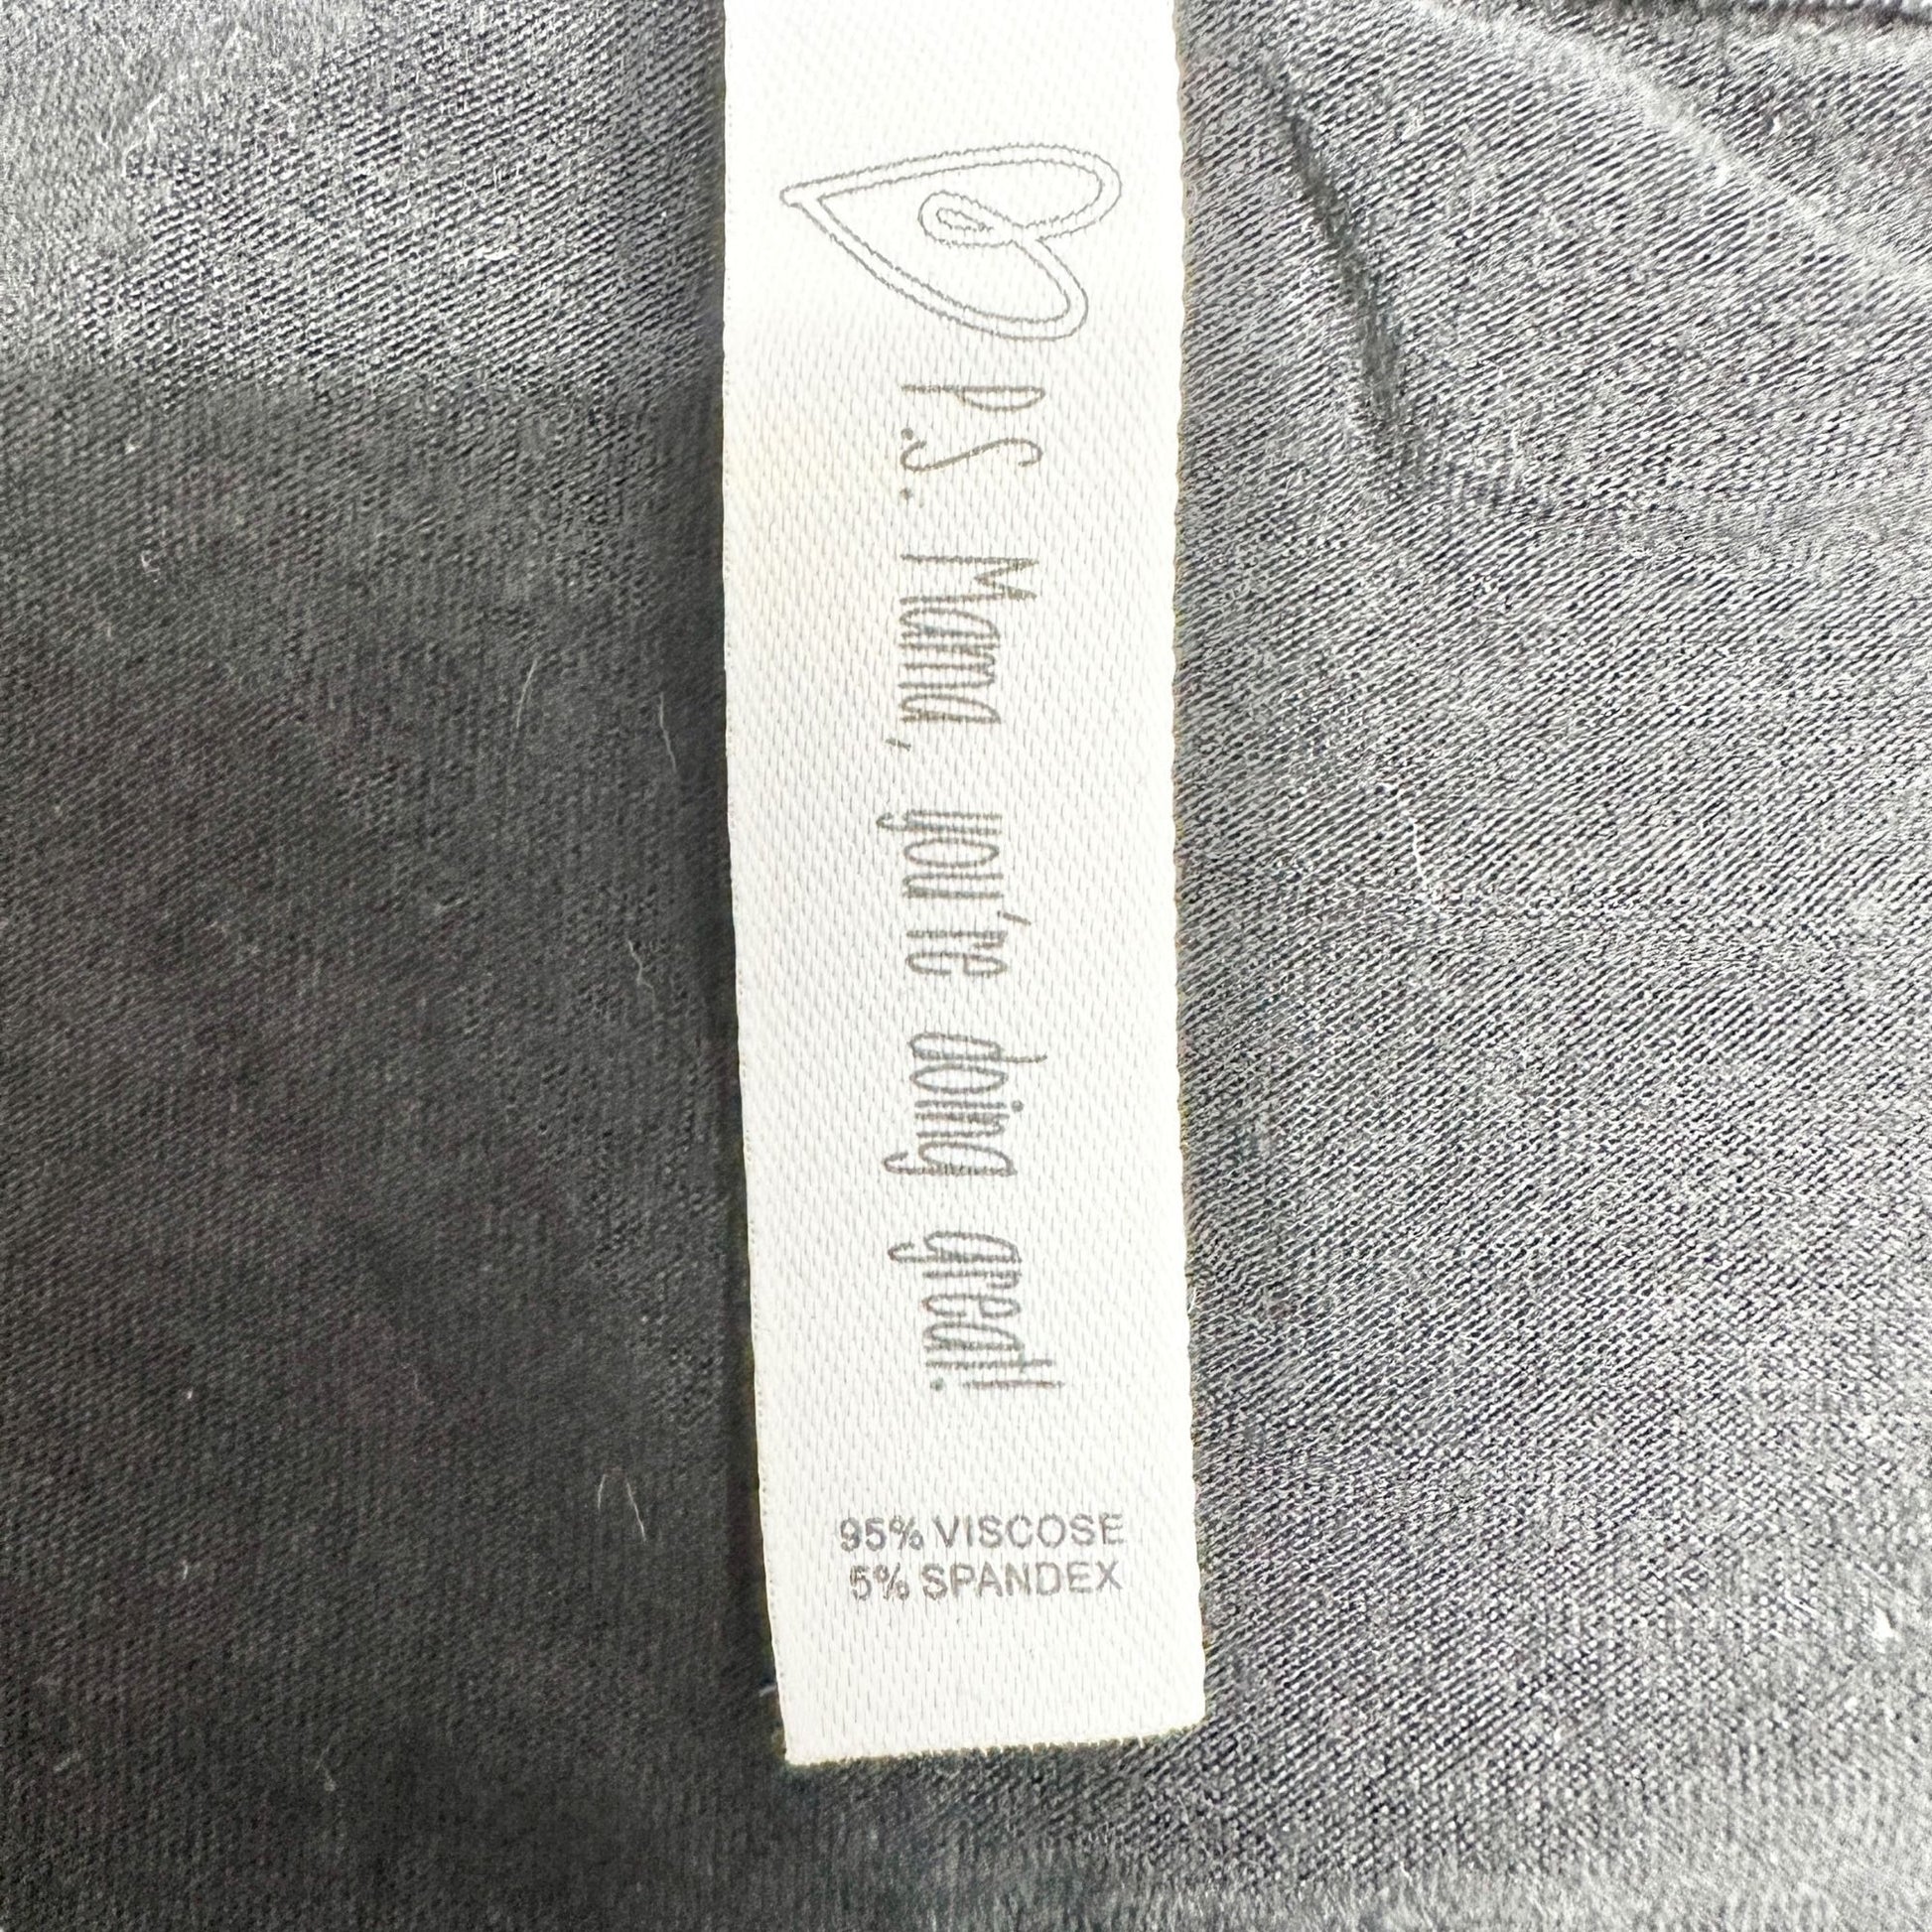 P.S. Mama, you're doing great!
95% VISCOSE
5% SPANDEX